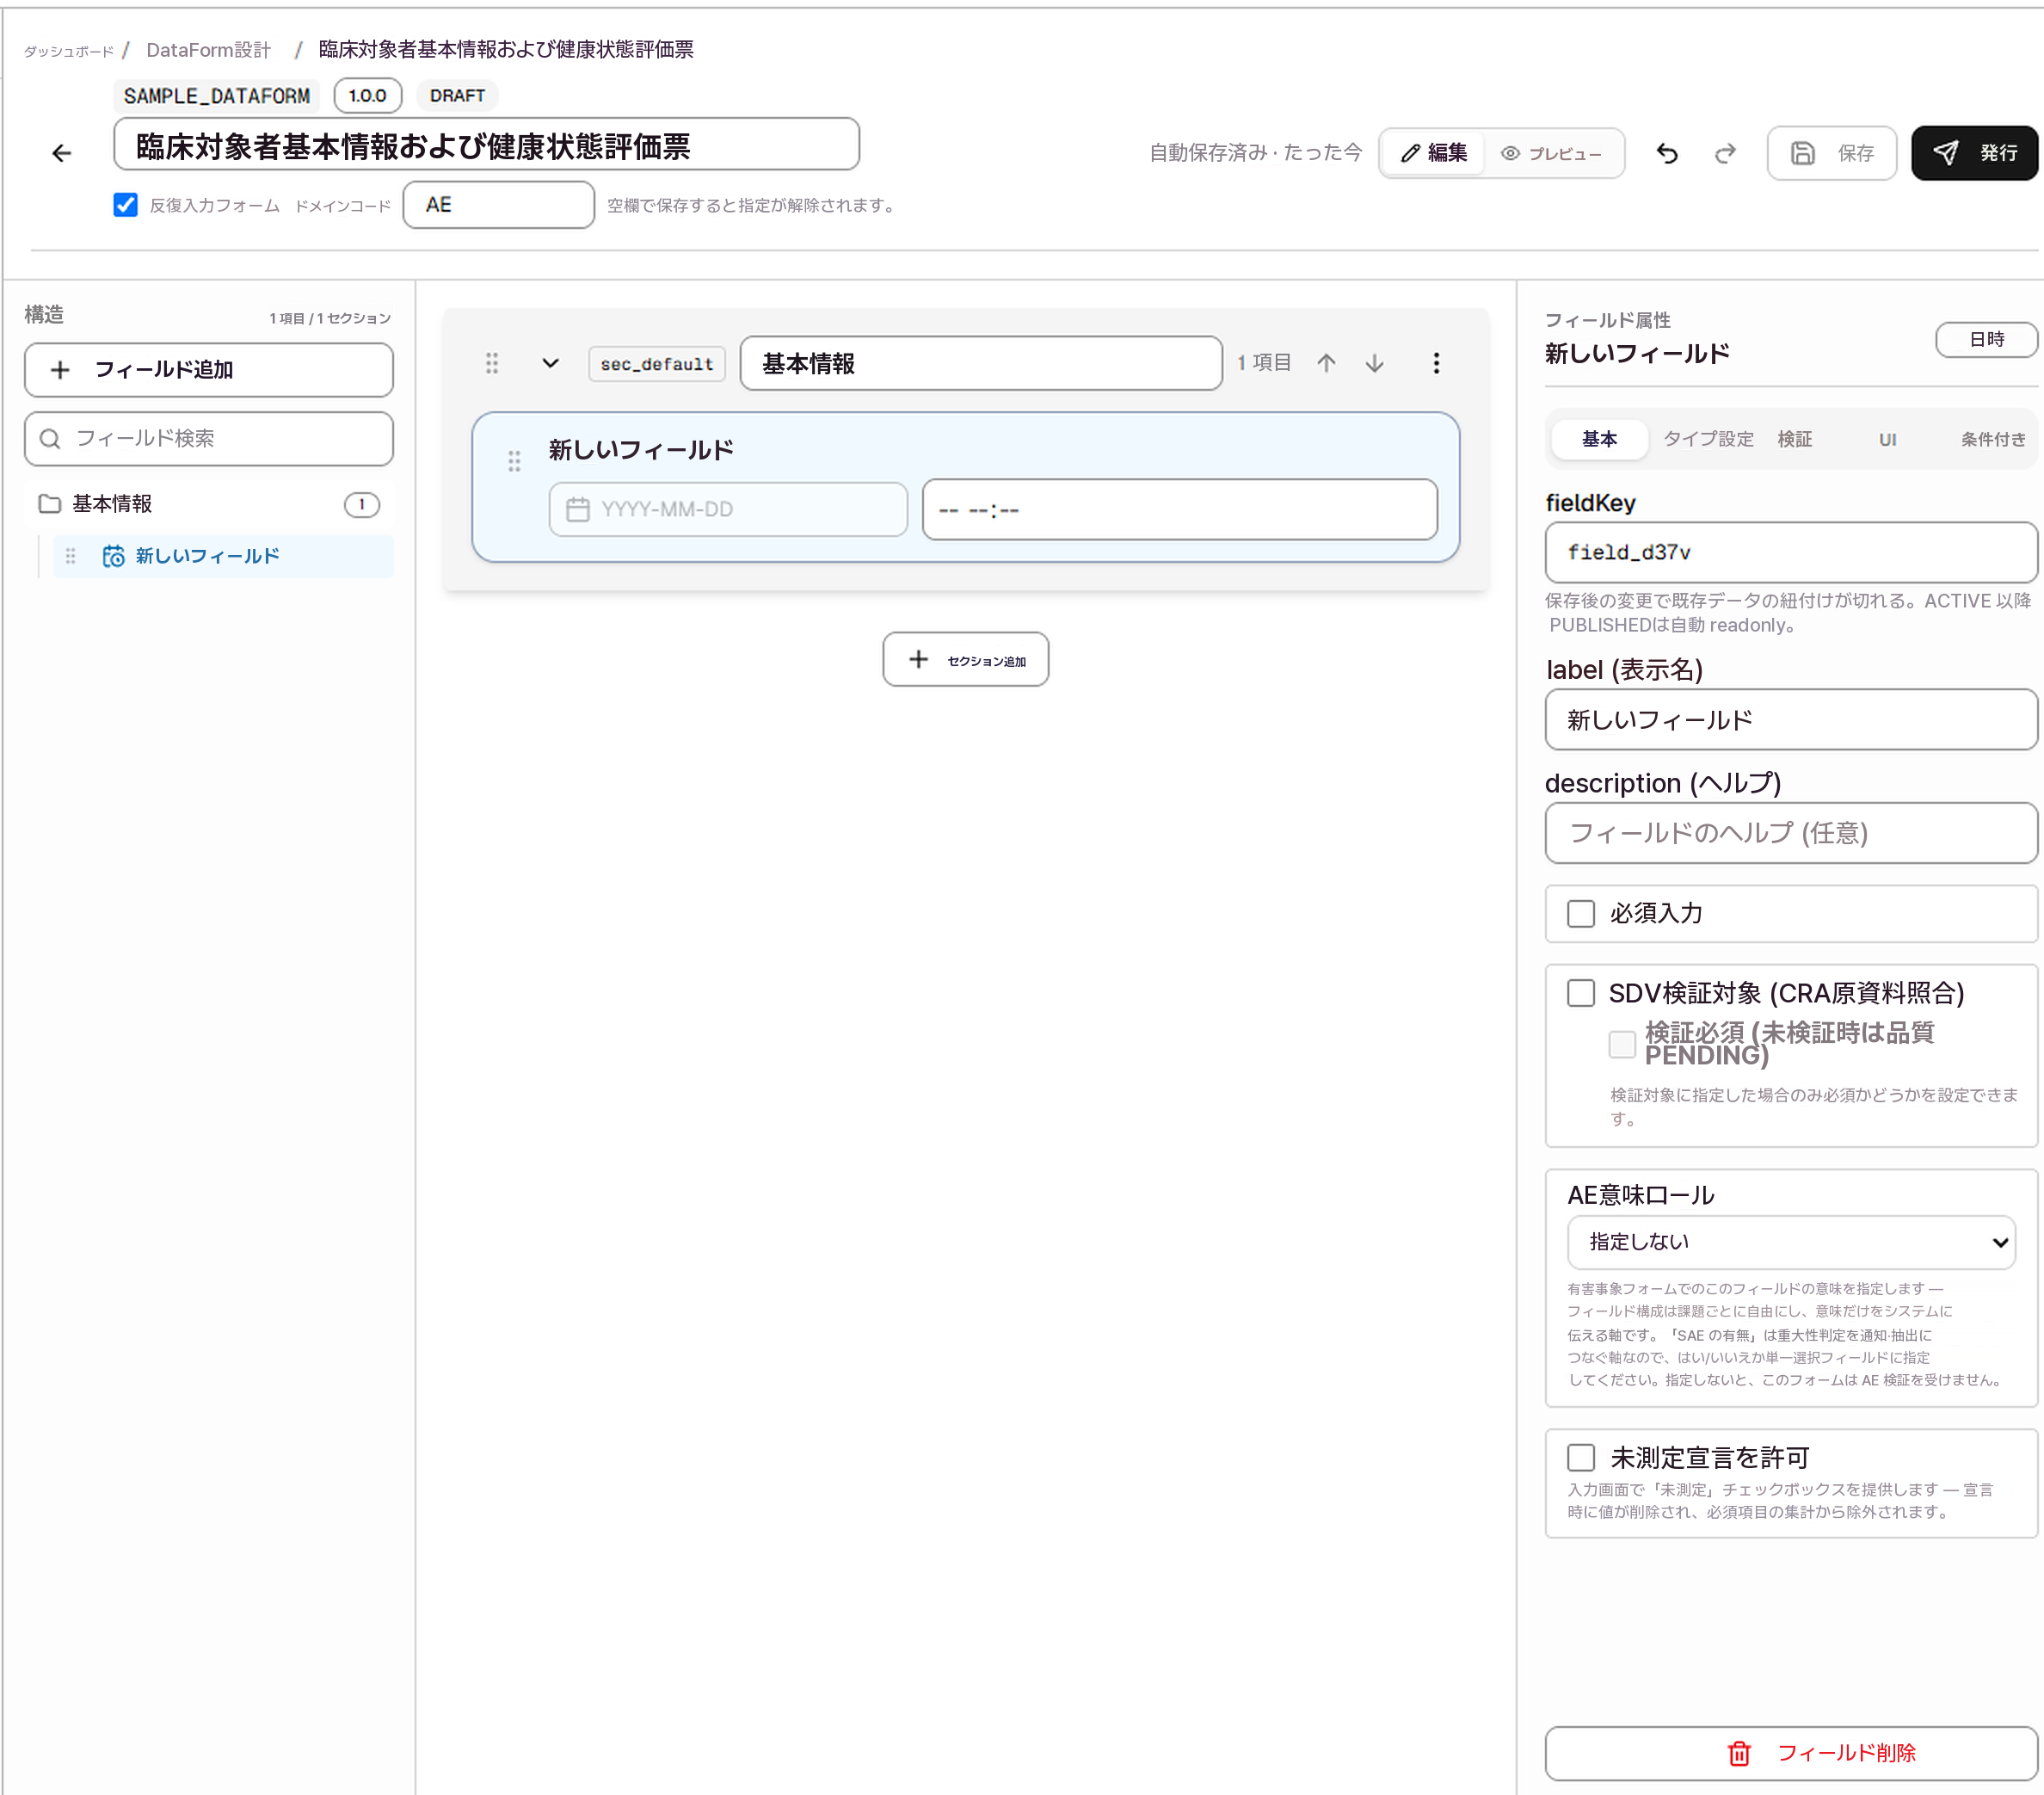 ダッシュボード / DataForm設計 / 臨床対象者基本情報および健康状態評価票
SAMPLE_DATAFORM 1.0.0 DRAFT
臨床対象者基本情報および健康状態評価票
自動保存済み · たった今 編集 プレビュー 保存 発行
反復入力フォーム ドメインコード AE 空欄で保存すると指定が解除されます。
構造 1 項目 / 1 セクション
+ フィールド追加
フィールド検索
基本情報 1
新しいフィールド
sec_default 基本情報 1 項目
新しいフィールド
YYYY-MM-DD -- --:--
+ セクション追加
フィールド属性
新しいフィールド
日時
基本 タイプ設定 検証 UI 条件付き
fieldKey
field_d37v
保存後の変更で既存データの紐付けが切れる。ACTIVE 以降
PUBLISHEDは自動 readonly。
label (表示名)
新しいフィールド
description (ヘルプ)
フィールドのヘルプ (任意)
必須入力
SDV検証対象 (CRA原資料照合)
検証必須 (未検証時は品質
PENDING)
検証対象に指定した場合のみ必須かどうかを設定できま
す。
AE意味ロール
指定しない
有害事象フォームでのこのフィールドの意味を指定します —
フィールド構成は課題ごとに自由にし、意味だけをシステムに
伝える軸です。「SAE の有無」は重大性判定を通知·抽出に
つなぐ軸なので、はい/いいえか単一選択フィールドに指定
してください。指定しないと、このフォームは AE 検証を受けません。
未測定宣言を許可
入力画面で「未測定」チェックボックスを提供します — 宣言
時に値が削除され、必須項目の集計から除外されます。
フィールド削除